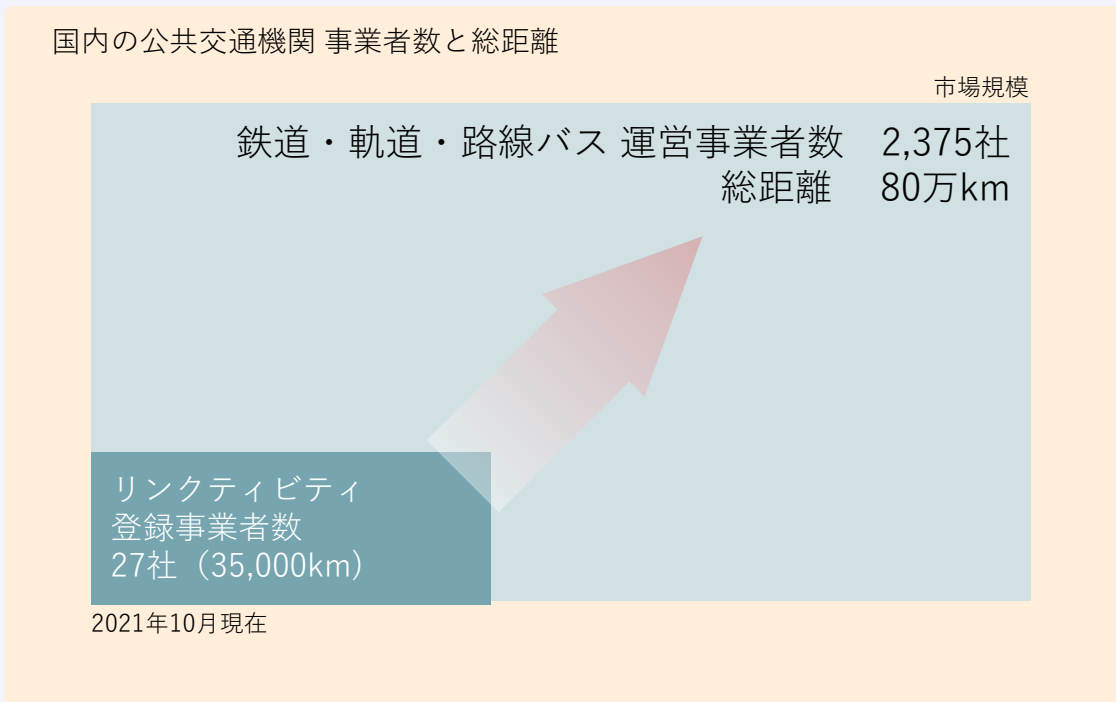 国内の公共交通機関 事業者数と総距離
市場規模
鉄道・軌道・路線バス 運営事業者数　2,375社
総距離　80万km
リンクティビティ
登録事業者数
27社（35,000km）
2021年10月現在